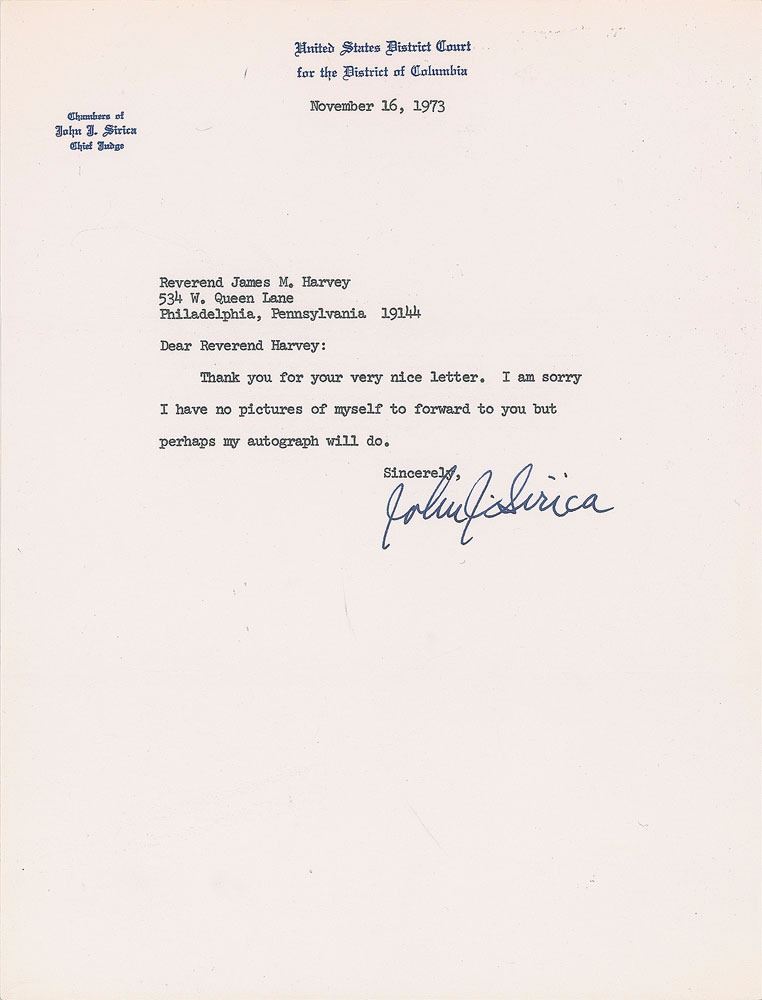 United States District Court
for the District of Columbia
November 16, 1973
Chambers of
John J. Sirica
Chief Judge
Reverend James M. Harvey
534 W. Queen Lane
Philadelphia, Pennsylvania 19144
Dear Reverend Harvey:
Thank you for your very nice letter. I am sorry
I have no pictures of myself to forward to you but
perhaps my autograph will do.
Sincerely,
John J. Sirica